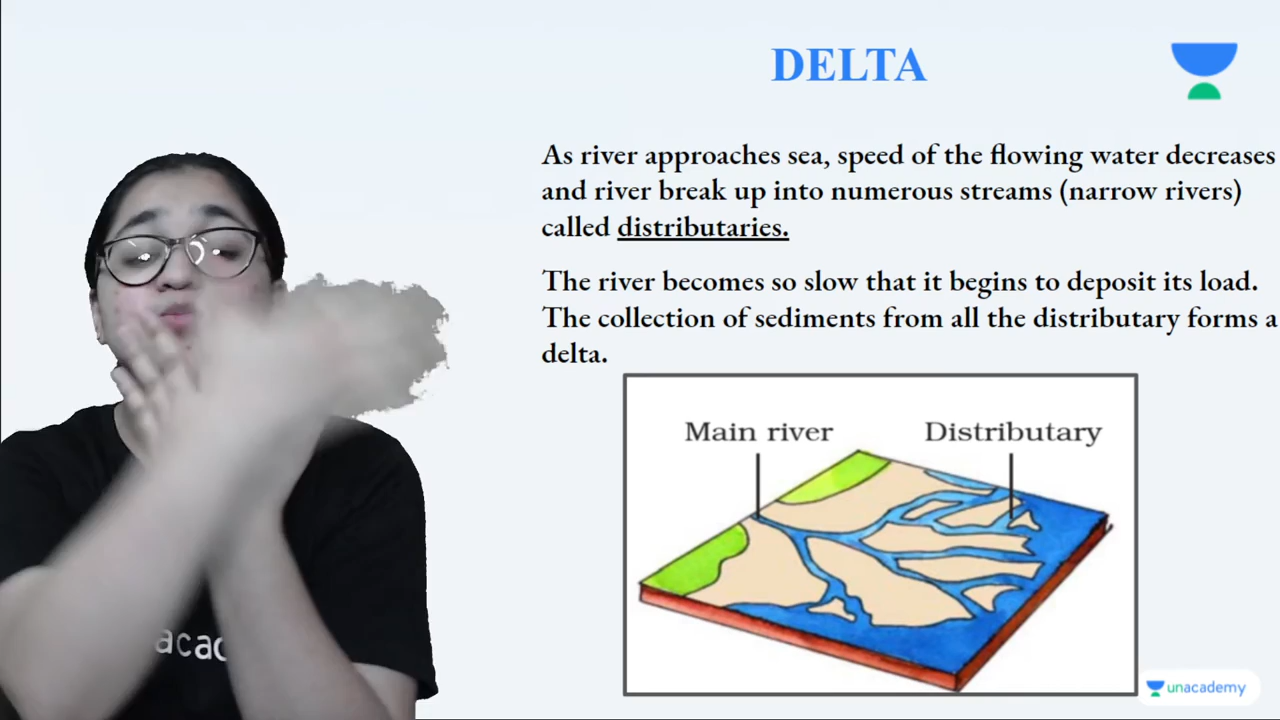 DELTA
As river approaches sea, speed of the flowing water decreases
and river break up into numerous streams (narrow rivers)
called distributaries.
The river becomes so slow that it begins to deposit its load.
The collection of sediments from all the distributary forms a
delta.
Main river
Distributary
acac
unacademy